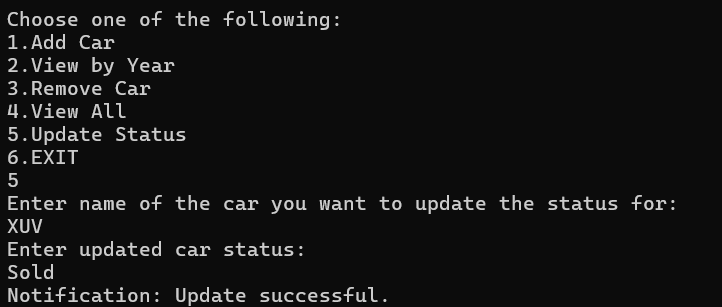 Choose one of the following:
1.Add Car
2.View by Year
3.Remove Car
4.View All
5.Update Status
6.EXIT
5
Enter name of the car you want to update the status for:
XUV
Enter updated car status:
Sold
Notification: Update successful.